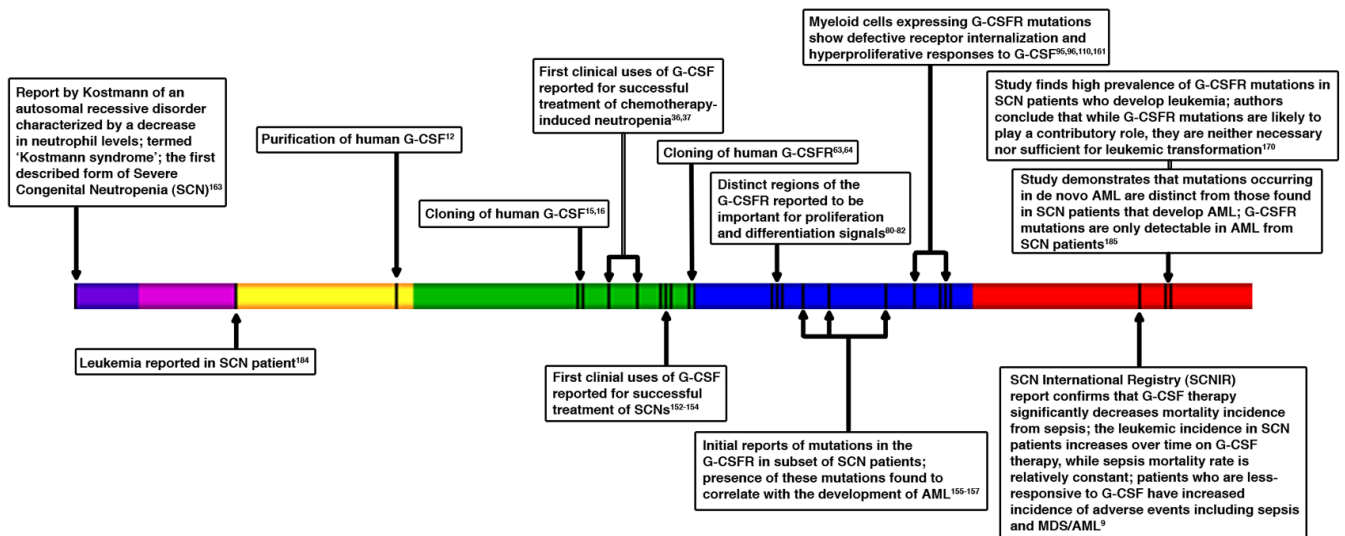 Report by Kostmann of an
autosomal recessive disorder
characterized by a decrease
in neutrophil levels; termed
‘Kostmann syndrome’; the first
described form of Severe
Congenital Neutropenia (SCN)163
Purification of human G-CSF12
Cloning of human G-CSF15,16
First clinical uses of G-CSF
reported for successful
treatment of chemotherapy-
induced neutropenia36,37
Cloning of human G-CSFR63,64
Distinct regions of the
G-CSFR reported to be
important for proliferation
and differentiation signals80-82
Myeloid cells expressing G-CSFR mutations
show defective receptor internalization and
hyperproliferative responses to G-CSF95,96,110,161
Study finds high prevalence of G-CSFR mutations in
SCN patients who develop leukemia; authors
conclude that while G-CSFR mutations are likely to
play a contributory role, they are neither necessary
nor sufficient for leukemic transformation170
Study demonstrates that mutations occurring
in de novo AML are distinct from those found
in SCN patients that develop AML; G-CSFR
mutations are only detectable in AML from
SCN patients185
Leukemia reported in SCN patient184
First clinial uses of G-CSF
reported for successful
treatment of SCNs152-154
Initial reports of mutations in the
G-CSFR in subset of SCN patients;
presence of these mutations found to
correlate with the development of AML155-157
SCN International Registry (SCNIR)
report confirms that G-CSF therapy
significantly decreases mortality incidence
from sepsis; the leukemic incidence in SCN
patients increases over time on G-CSF
therapy, while sepsis mortality rate is
relatively constant; patients who are less-
responsive to G-CSF have increased
incidence of adverse events including sepsis
and MDS/AML9